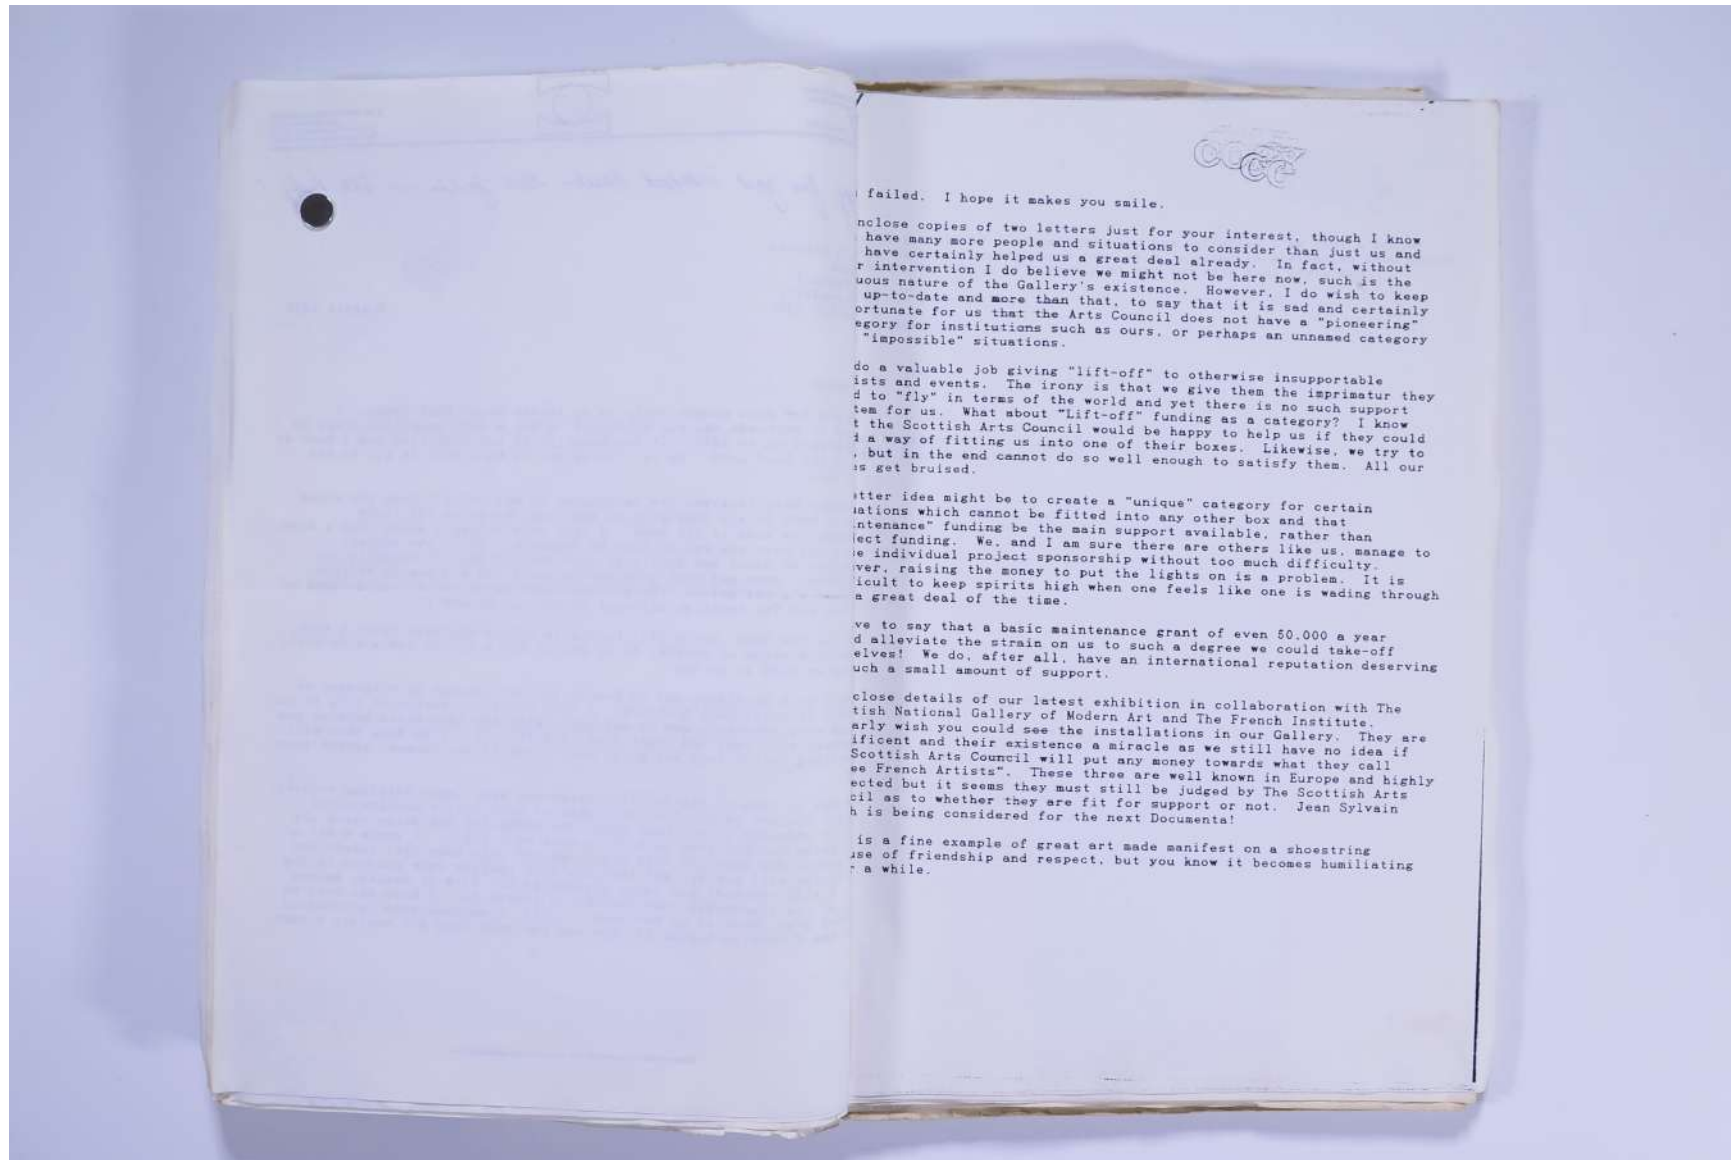 failed. I hope it makes you smile.
nclose copies of two letters just for your interest, though I know
have many more people and situations to consider than just us and
have certainly helped us a great deal already. In fact, without
r intervention I do believe we might not be here now, such is the
uous nature of the Gallery's existence. However, I do wish to keep
up-to-date and more than that, to say that it is sad and certainly
ortunate for us that the Arts Council does not have a "pioneering"
egory for institutions such as ours, or perhaps an unnamed category
"impossible" situations.
do a valuable job giving "lift-off" to otherwise insupportable
ists and events. The irony is that we give them the imprimatur they
d to "fly" in terms of the world and yet there is no such support
tem for us. What about "Lift-off" funding as a category? I know
t the Scottish Arts Council would be happy to help us if they could
d a way of fitting us into one of their boxes. Likewise, we try to
, but in the end cannot do so well enough to satisfy them. All our
es get bruised.
etter idea might be to create a "unique" category for certain
uations which cannot be fitted into any other box and that
intenance" funding be the main support available, rather than
ject funding. We, and I am sure there are others like us, manage to
e individual project sponsorship without too much difficulty.
ver, raising the money to put the lights on is a problem. It is
icult to keep spirits high when one feels like one is wading through
a great deal of the time.
ve to say that a basic maintenance grant of even 50,000 a year
d alleviate the strain on us to such a degree we could take-off
elves! We do, after all, have an international reputation deserving
uch a small amount of support.
close details of our latest exhibition in collaboration with The
tish National Gallery of Modern Art and The French Institute.
arly wish you could see the installations in our Gallery. They are
ificent and their existence a miracle as we still have no idea if
Scottish Arts Council will put any money towards what they call
ee French Artists". These three are well known in Europe and highly
ected but it seems they must still be judged by The Scottish Arts
cil as to whether they are fit for support or not. Jean Sylvain
h is being considered for the next Documenta!
is a fine example of great art made manifest on a shoestring
use of friendship and respect, but you know it becomes humiliating
r a while.